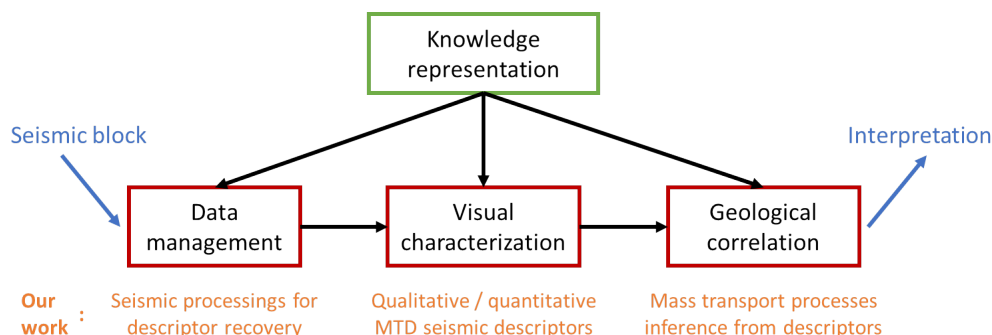 Knowledge
representation
Seismic block
Interpretation
Data
management
Visual
characterization
Geological
correlation
Our
work :
Seismic processings for
descriptor recovery
Qualitative / quantitative
MTD seismic descriptors
Mass transport processes
inference from descriptors